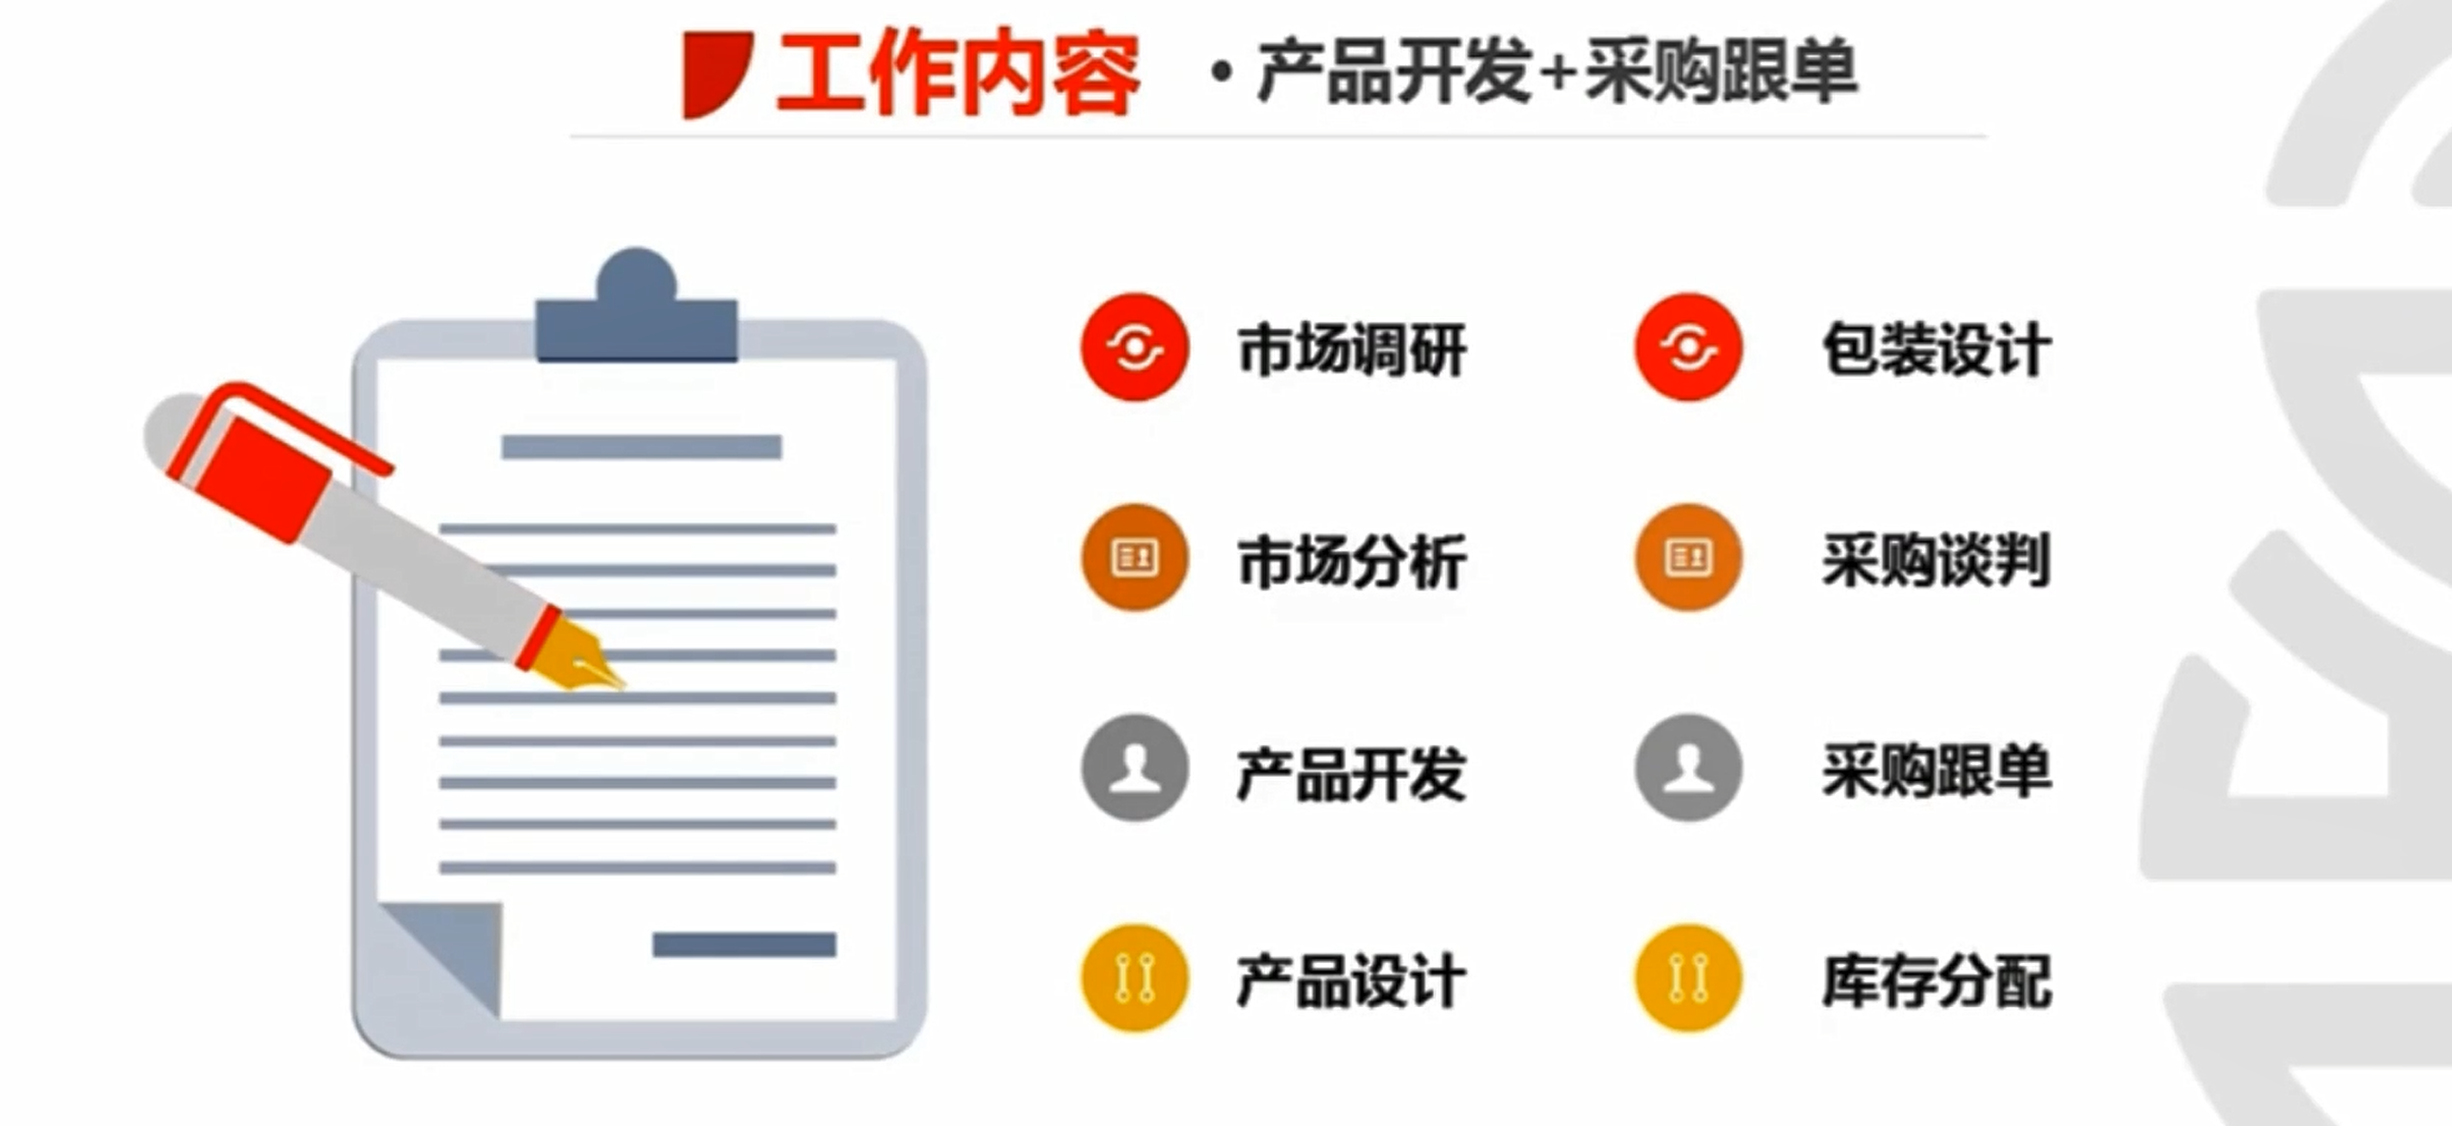 工作内容 • 产品开发+采购跟单
市场调研
包装设计
市场分析
采购谈判
产品开发
采购跟单
产品设计
库存分配